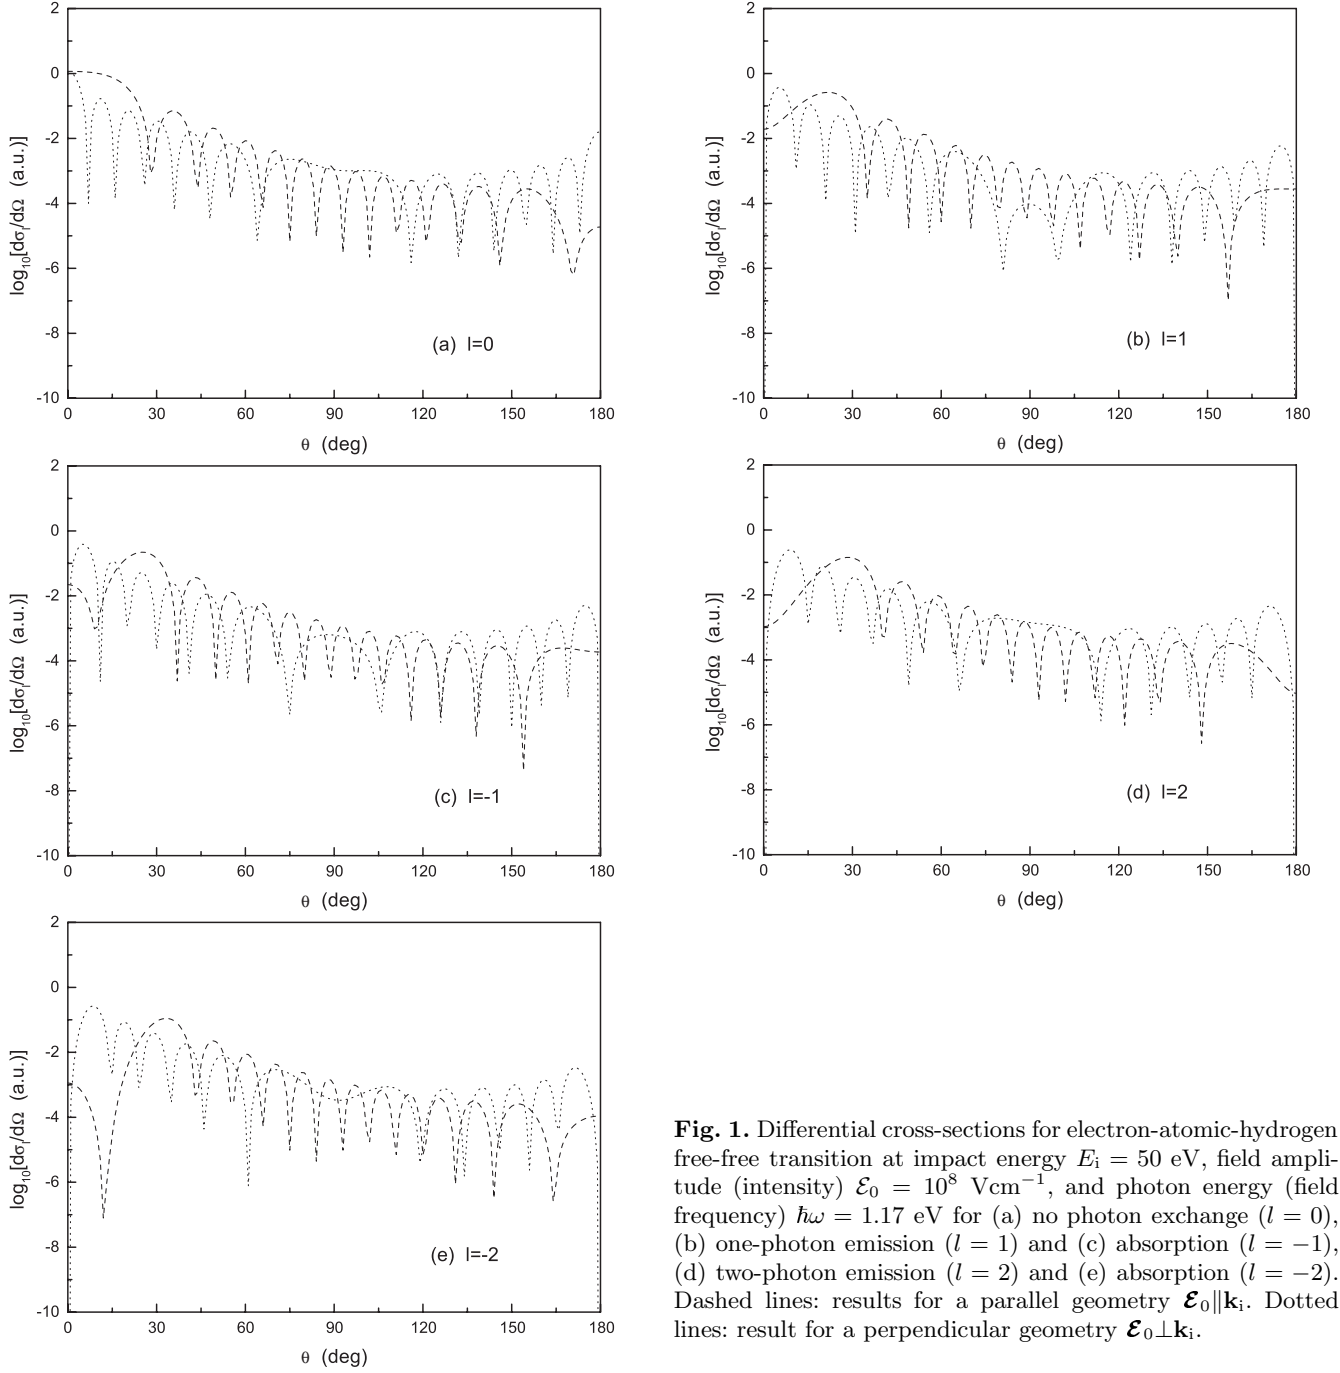 2
0
-2
-4
-6
-8
-10
log10[dσl/dΩ (a.u.)]
(a) l=0
0 30 60 90 120 150 180
θ (deg)
2
0
-2
-4
-6
-8
-10
log10[dσl/dΩ (a.u.)]
(b) l=1
0 30 60 90 120 150 180
θ (deg)
2
0
-2
-4
-6
-8
-10
log10[dσl/dΩ (a.u.)]
(c) l=-1
0 30 60 90 120 150 180
θ (deg)
2
0
-2
-4
-6
-8
-10
log10[dσl/dΩ (a.u.)]
(d) l=2
0 30 60 90 120 150 180
θ (deg)
2
0
-2
-4
-6
-8
-10
log10[dσl/dΩ (a.u.)]
(e) l=-2
0 30 60 90 120 150 180
θ (deg)
Fig. 1. Differential cross-sections for electron-atomic-hydrogen
free-free transition at impact energy Ei = 50 eV, field ampli-
tude (intensity) ℰ0 = 10⁸ Vcm⁻¹, and photon energy (field
frequency) ℏω = 1.17 eV for (a) no photon exchange (l = 0),
(b) one-photon emission (l = 1) and (c) absorption (l = −1),
(d) two-photon emission (l = 2) and (e) absorption (l = −2).
Dashed lines: results for a parallel geometry ℰ0∥ki. Dotted
lines: result for a perpendicular geometry ℰ0⊥ki.